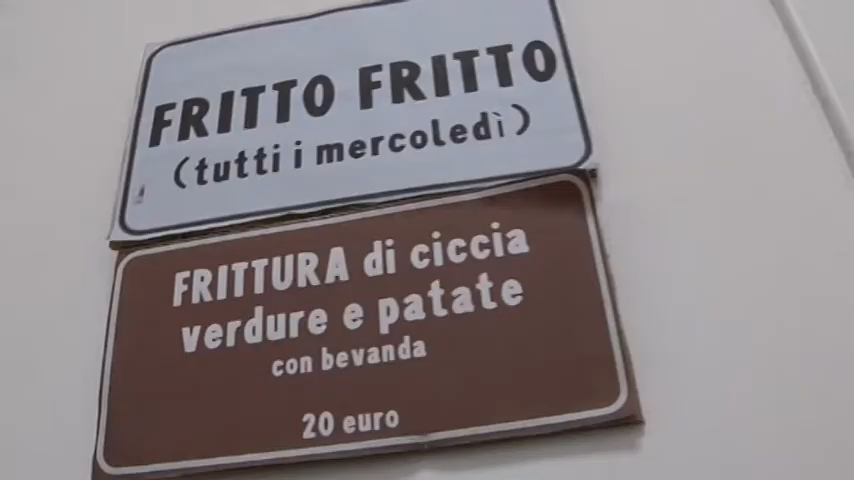 FRITTO FRITTO
(tutti i mercoledì)
FRITTURA di ciccia
verdure e patate
con bevanda
20 euro